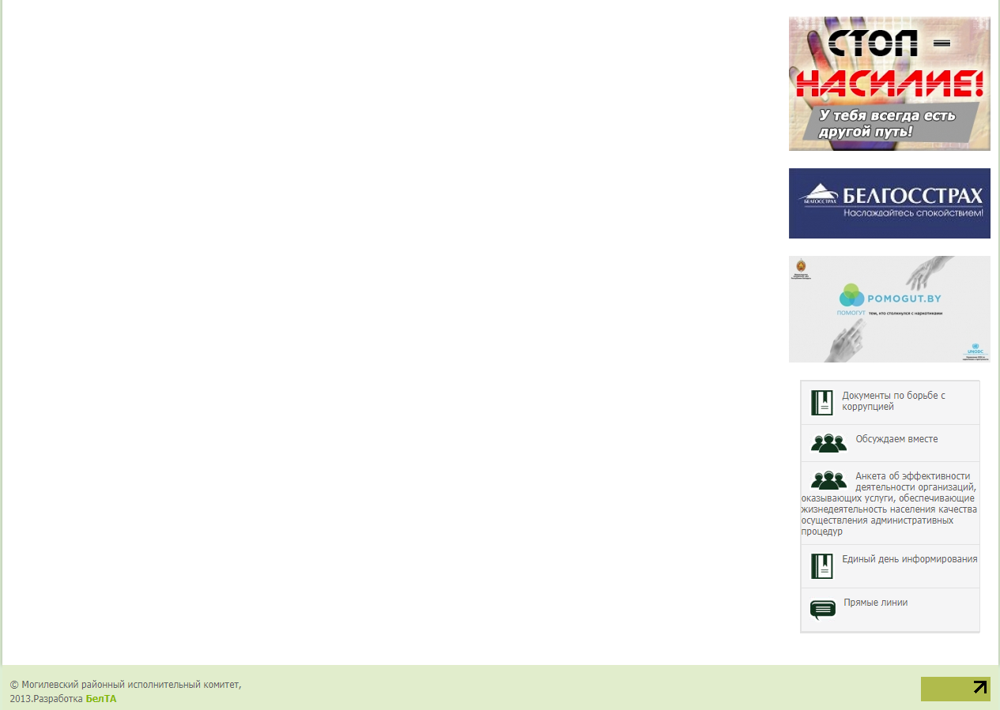 СТОП –
НАСИЛИЕ!
У тебя всегда есть
другой путь!
БЕЛГОССТРАХ
БЕЛГОССТРАХ
Наслаждайтесь спокойствием!
POMOGUT.BY
ПОМОГУТ тем, кто столкнулся с наркотиками
UNODC
Документы по борьбе с
коррупцией
Обсуждаем вместе
Анкета об эффективности
деятельности организаций,
оказывающих услуги, обеспечивающие
жизнедеятельность населения качества
осуществления административных
процедур
Единый день информирования
Прямые линии
© Могилевский районный исполнительный комитет,
2013.Разработка БелТА